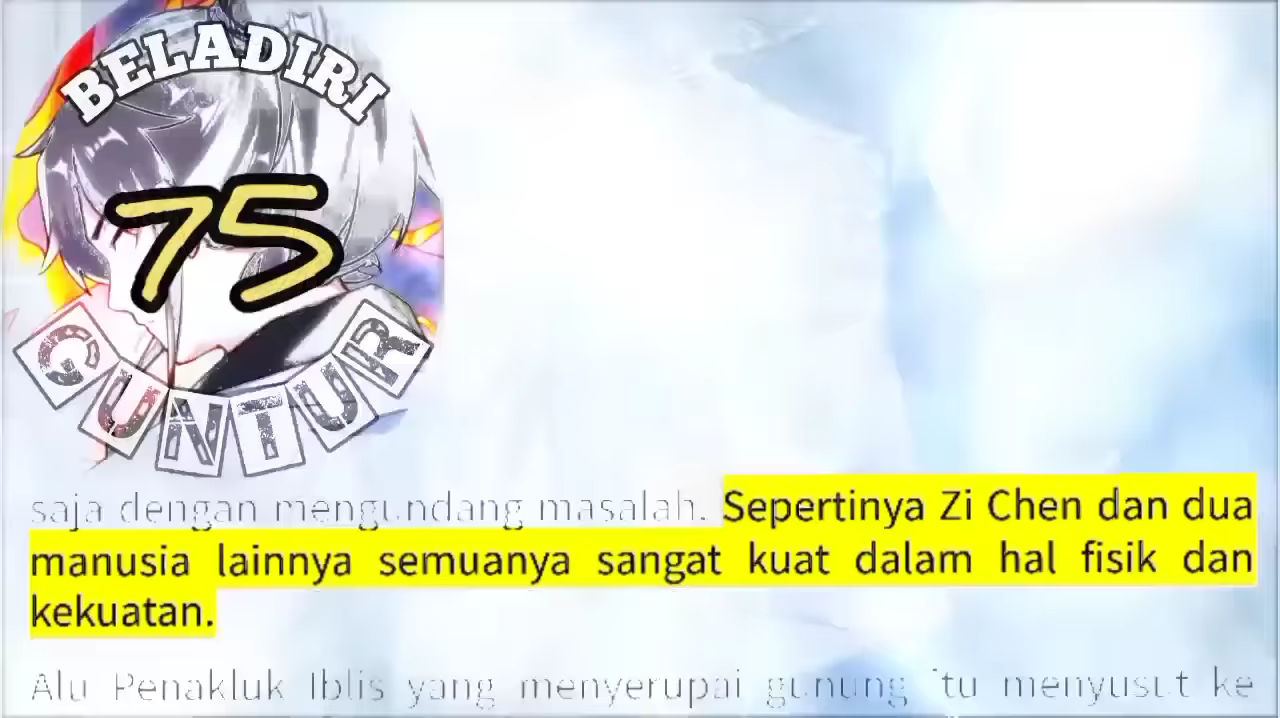 BELADIRI
75
GUNTUR
saja dengan mengundang masalah. Sepertinya Zi Chen dan dua
manusia lainnya semuanya sangat kuat dalam hal fisik dan
kekuatan.
Alu Penakluk Iblis yang menyerupai gunung itu menyusut ke